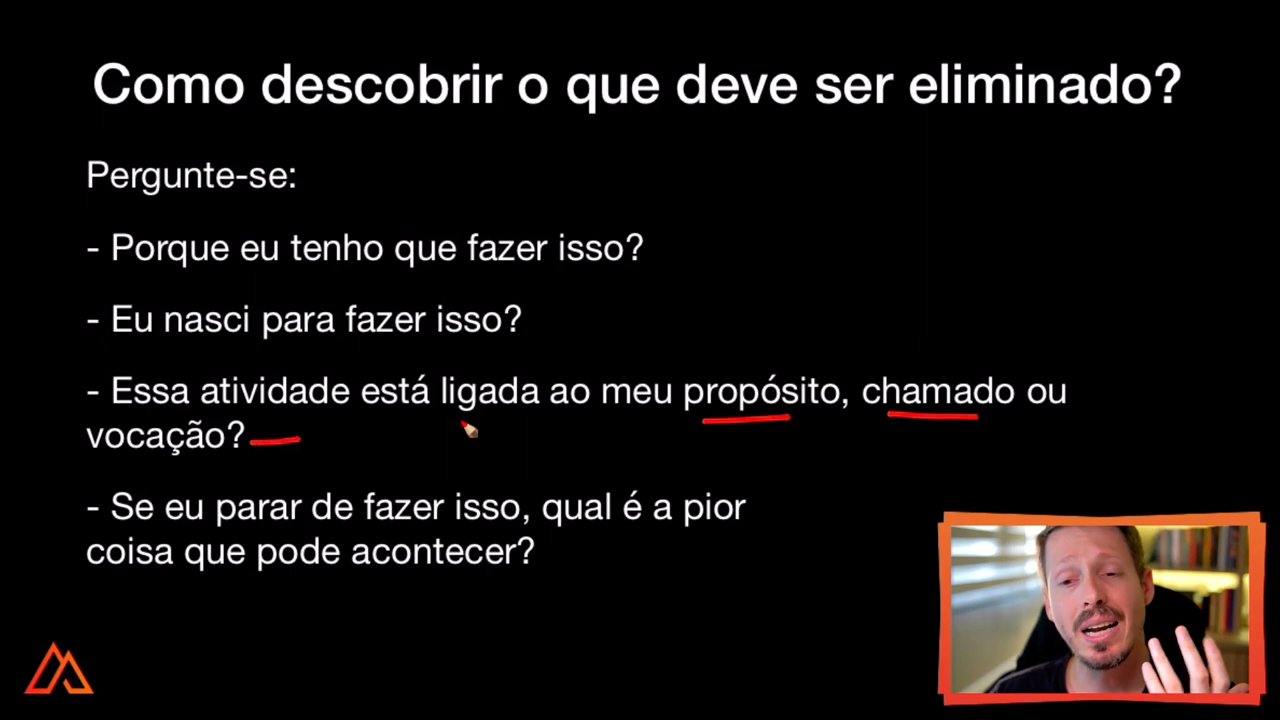 Como descobrir o que deve ser eliminado?
Pergunte-se:
- Porque eu tenho que fazer isso?
- Eu nasci para fazer isso?
- Essa atividade está ligada ao meu propósito, chamado ou
vocação?
- Se eu parar de fazer isso, qual é a pior
coisa que pode acontecer?